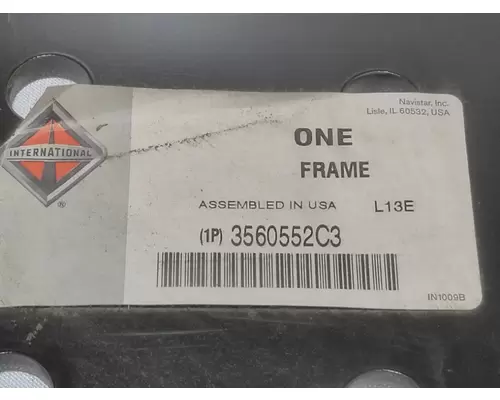 Navistar, Inc.
Lisle, IL 60532, USA
INTERNATIONAL
®
ONE
FRAME
ASSEMBLED IN USA L13E
(1P) 3560552C3
IN1009B